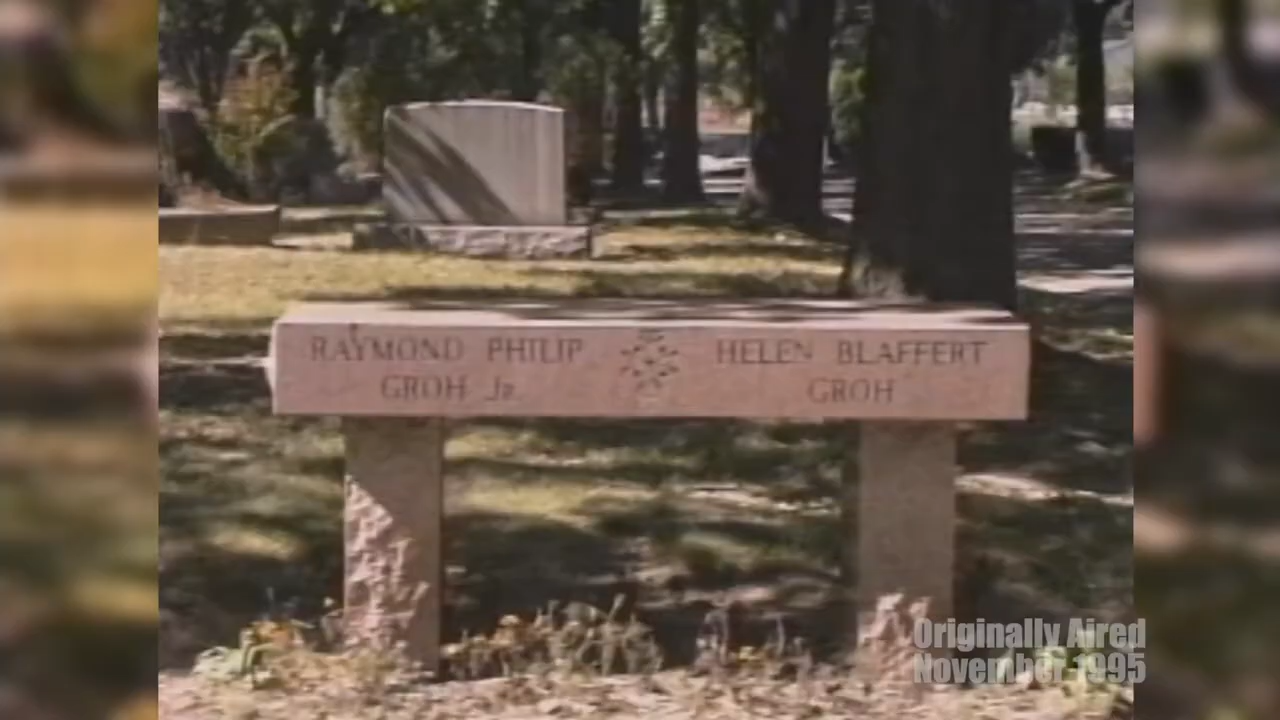 RAYMOND PHILIP
GROH JR.
HELEN BLAFFERT
GROH
Originally Aired
November 1995